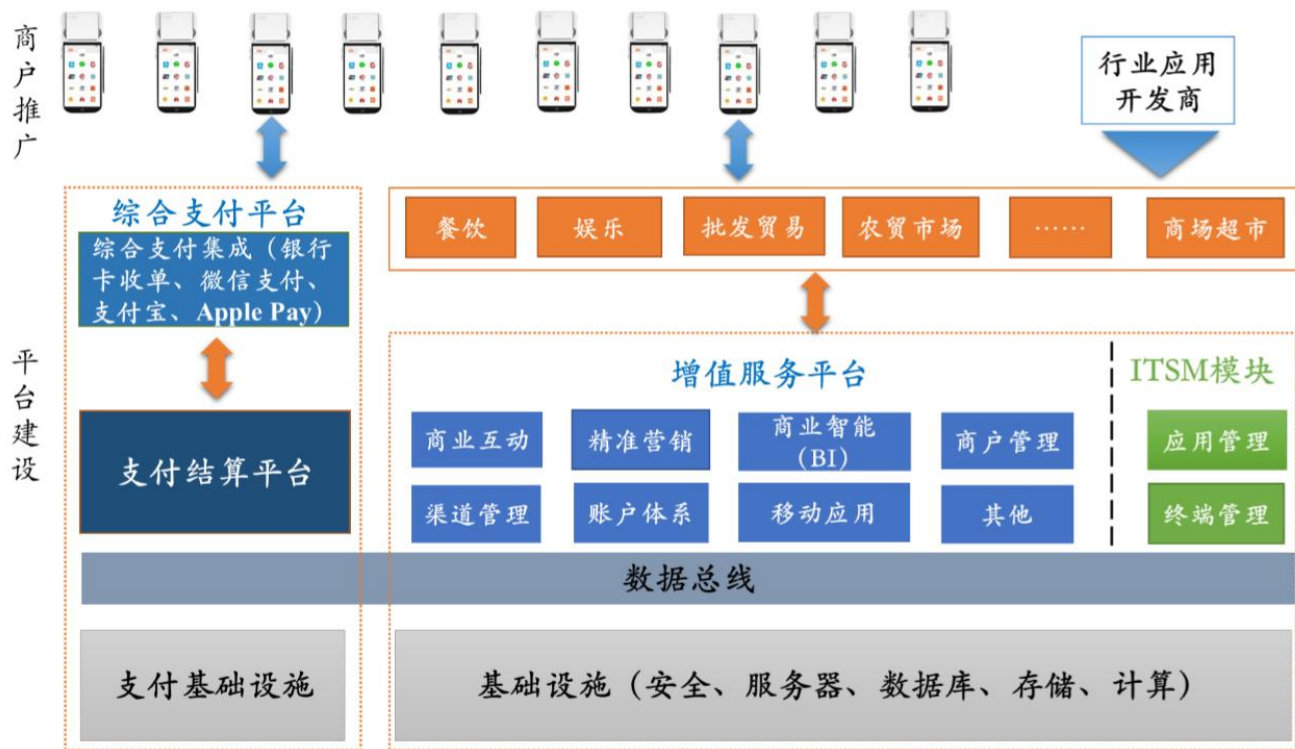 商户推广
行业应用
开发商
综合支付平台
综合支付集成（银行
卡收单、微信支付、
支付宝、Apple Pay）
支付结算平台
餐饮
娱乐
批发贸易
农贸市场
……
商场超市
平台建设
增值服务平台
ITSM模块
商业互动
精准营销
商业智能
（BI）
商户管理
应用管理
渠道管理
账户体系
移动应用
其他
终端管理
数据总线
支付基础设施
基础设施（安全、服务器、数据库、存储、计算）